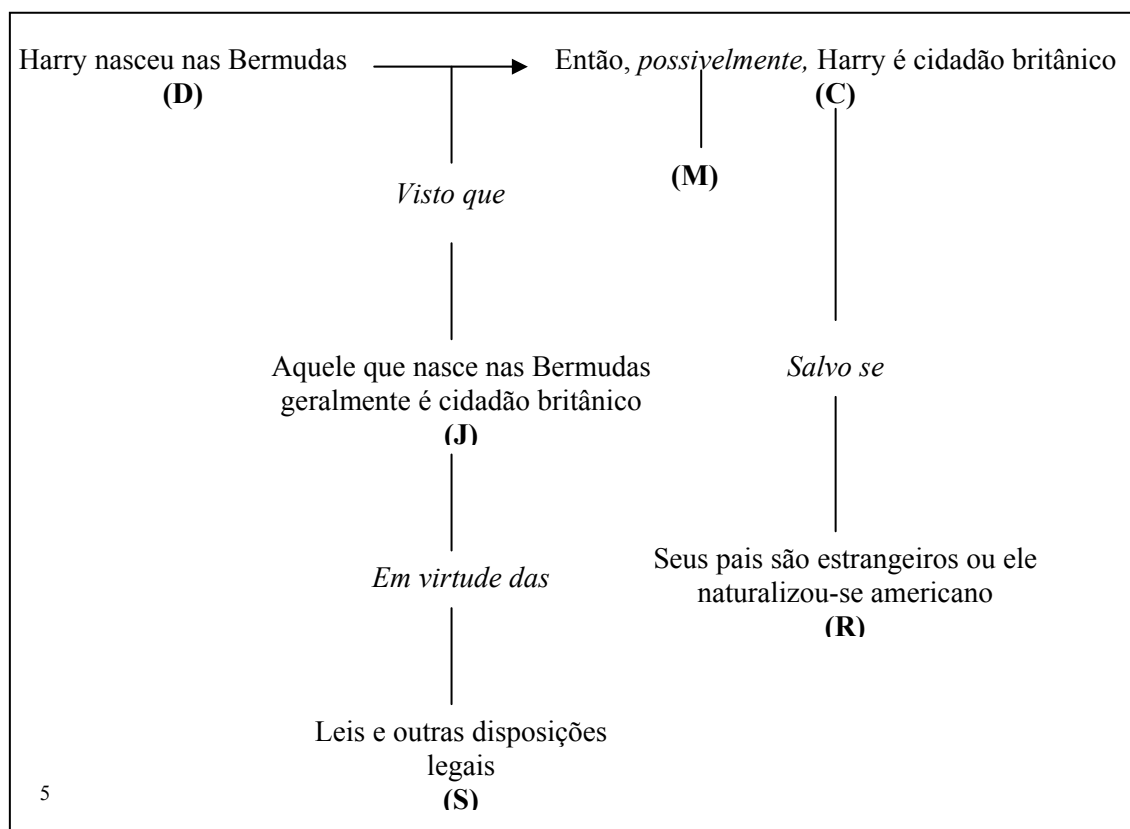 Harry nasceu nas Bermudas
(D)
Então, possivelmente, Harry é cidadão britânico
(C)
(M)
Visto que
Aquele que nasce nas Bermudas
geralmente é cidadão britânico
(J)
Salvo se
Em virtude das
Seus pais são estrangeiros ou ele
naturalizou-se americano
(R)
Leis e outras disposições
legais
(S)
5